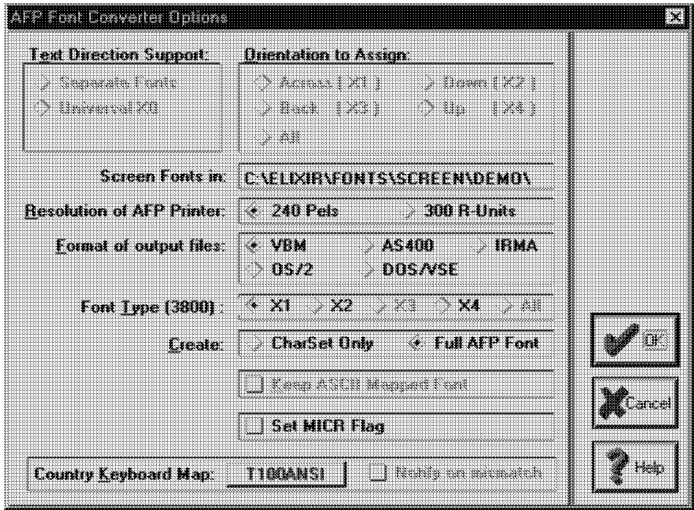 AFP Font Converter Options
Text Direction Support:
Separate Fonts
Universal X0
Orientation to Assign:
Across ( X1 ) Down ( X2 )
Back ( X3 ) Up ( X4 )
All
Screen Fonts in: C:\ELIXIR\FONTS\SCREEN\DEMO\
Resolution of AFP Printer: 240 Pels 300 R-Units
Format of output files: VBM AS400 IRMA
OS/2 DOS/VSE
Font Type (3800) : X1 X2 X3 X4 All
Create: CharSet Only Full AFP Font
Keep ASCII Mapped Font
Set MICR Flag
Country Keyboard Map: T100ANSI Notify on mismatch
OK
Cancel
Help